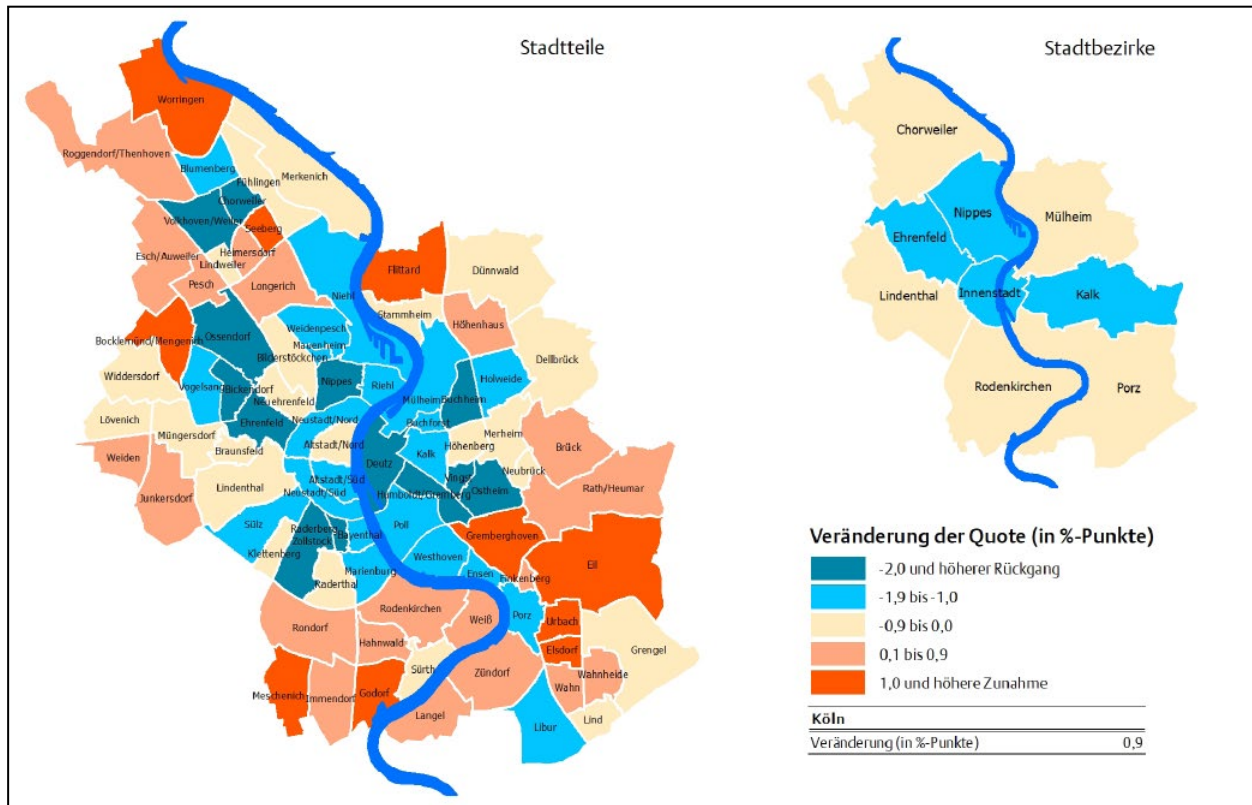 Stadtteile
Stadtbezirke
Worringen
Roggendorf/Thenhoven
Blumenberg
Fühlingen
Merkenich
Chorweiler
Volkhoven/Weiler
Seeberg
Heimersdorf
Esch/Auweiler
Lindweiler
Pesch
Longerich
Niehl
Flittard
Dünnwald
Stammheim
Höhenhaus
Ossendorf
Weidenpesch
Mauenheim
Bocklemünd/Mengenich
Bilderstöckchen
Dellbrück
Widdersdorf
Vogelsang
Bickendorf
Nippes
Riehl
Holweide
Neuehrenfeld
Mülheim
Buchheim
Lövenich
Ehrenfeld
Neustadt/Nord
Buchforst
Müngersdorf
Altstadt/Nord
Merheim
Höhenberg
Brück
Braunsfeld
Kalk
Weiden
Deutz
Neubrück
Vingst
Junkersdorf
Lindenthal
Altstadt/Süd
Neustadt/Süd
Humboldt/Gremberg
Ostheim
Rath/Heumar
Sülz
Raderberg
Zollstock
Bayenthal
Poll
Gremberghoven
Klettenberg
Westhoven
Eil
Raderthal
Marienburg
Ensen
Finkenberg
Rodenkirchen
Weiß
Porz
Urbach
Rondorf
Hahnwald
Elsdorf
Grengel
Sürth
Zündorf
Wahn
Wahnheide
Meschenich
Immendorf
Godorf
Langel
Libur
Lind
Chorweiler
Nippes
Mülheim
Ehrenfeld
Lindenthal
Innenstadt
Kalk
Rodenkirchen
Porz
Veränderung der Quote (in %-Punkte)
-2,0 und höherer Rückgang
-1,9 bis -1,0
-0,9 bis 0,0
0,1 bis 0,9
1,0 und höhere Zunahme
Köln
Veränderung (in %-Punkte) 0,9